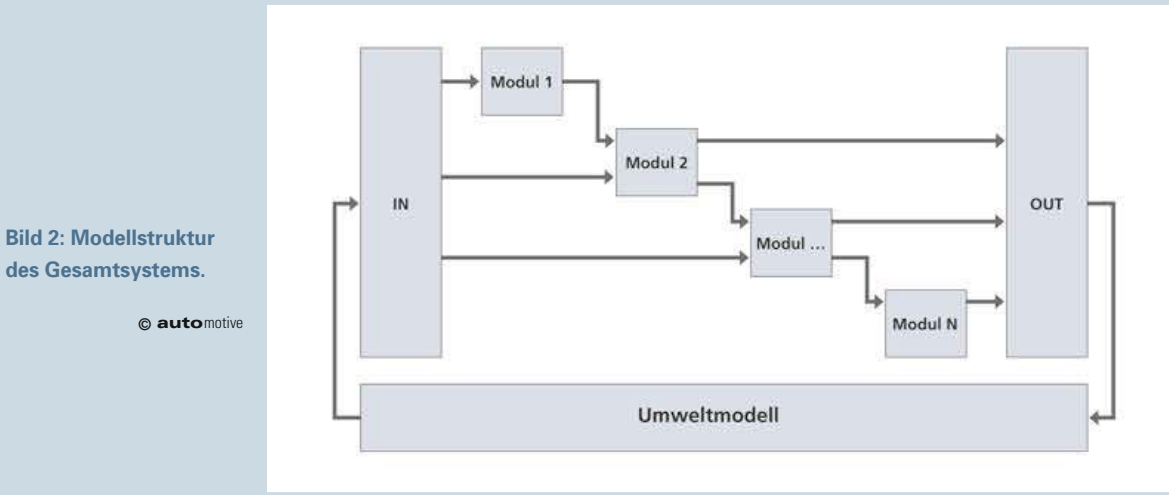 Bild 2: Modellstruktur
des Gesamtsystems.
© automotive
Modul 1
Modul 2
IN
OUT
Modul ...
Modul N
Umweltmodell